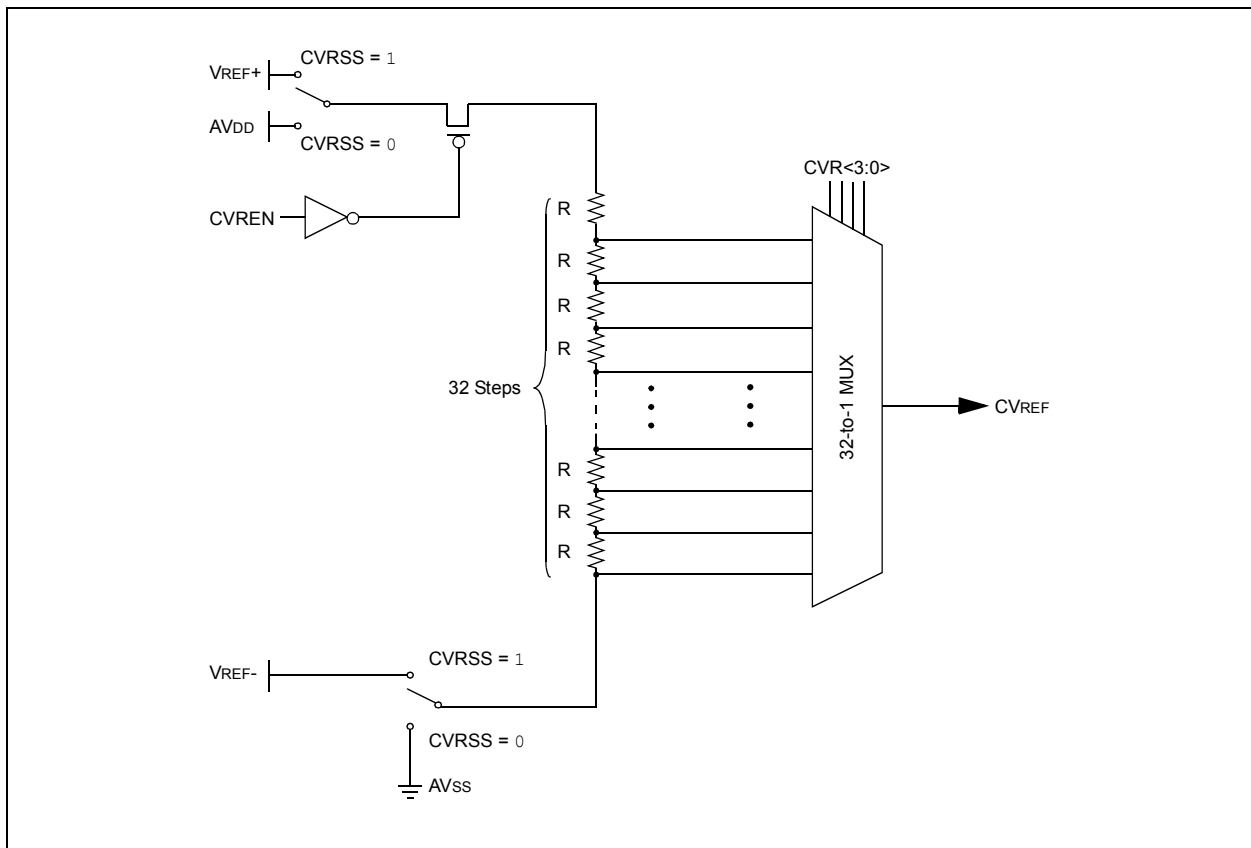 CVRSS = 1
VREF+
AVDD
CVRSS = 0
CVREN
CVR<3:0>
R
R
R
R
32 Steps
32-to-1 MUX
CVREF
R
R
R
CVRSS = 1
VREF-
CVRSS = 0
AVSS